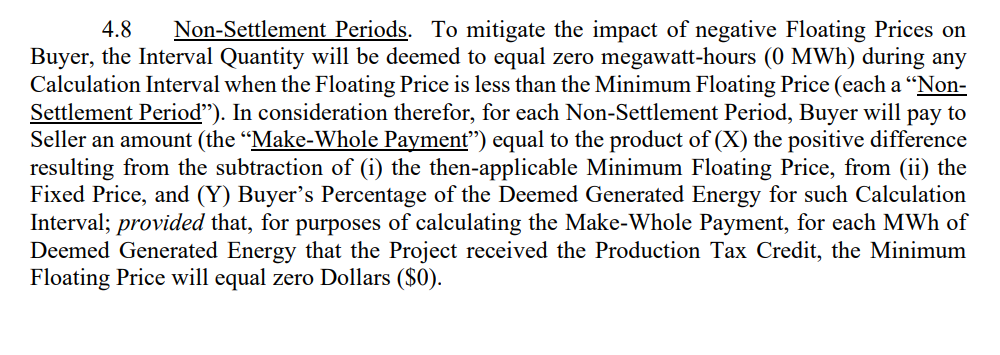 4.8 Non-Settlement Periods. To mitigate the impact of negative Floating Prices on
Buyer, the Interval Quantity will be deemed to equal zero megawatt-hours (0 MWh) during any
Calculation Interval when the Floating Price is less than the Minimum Floating Price (each a “Non-
Settlement Period”). In consideration therefor, for each Non-Settlement Period, Buyer will pay to
Seller an amount (the “Make-Whole Payment”) equal to the product of (X) the positive difference
resulting from the subtraction of (i) the then-applicable Minimum Floating Price, from (ii) the
Fixed Price, and (Y) Buyer’s Percentage of the Deemed Generated Energy for such Calculation
Interval; provided that, for purposes of calculating the Make-Whole Payment, for each MWh of
Deemed Generated Energy that the Project received the Production Tax Credit, the Minimum
Floating Price will equal zero Dollars ($0).